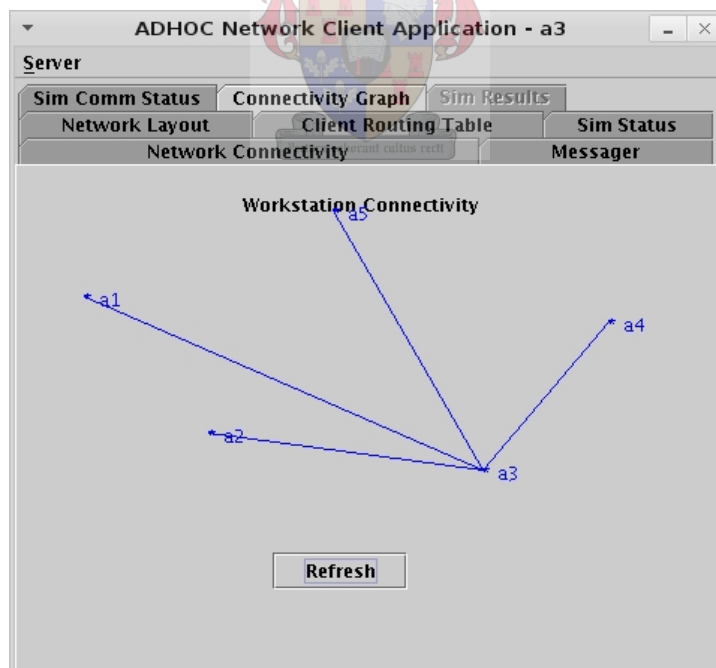 ADHOC Network Client Application - a3
Server
Sim Comm Status Connectivity Graph Sim Results
Network Layout Client Routing Table Sim Status
Network Connectivity Messager
Workstation Connectivity
a5
a1
a4
a2
a3
Refresh